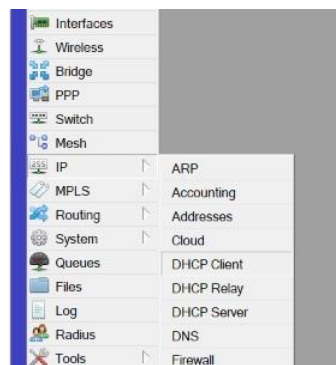 Interfaces
Wireless
Bridge
PPP
Switch
Mesh
255 IP
MPLS
Routing
System
Queues
Files
Log
Radius
Tools
ARP
Accounting
Addresses
Cloud
DHCP Client
DHCP Relay
DHCP Server
DNS
Firewall